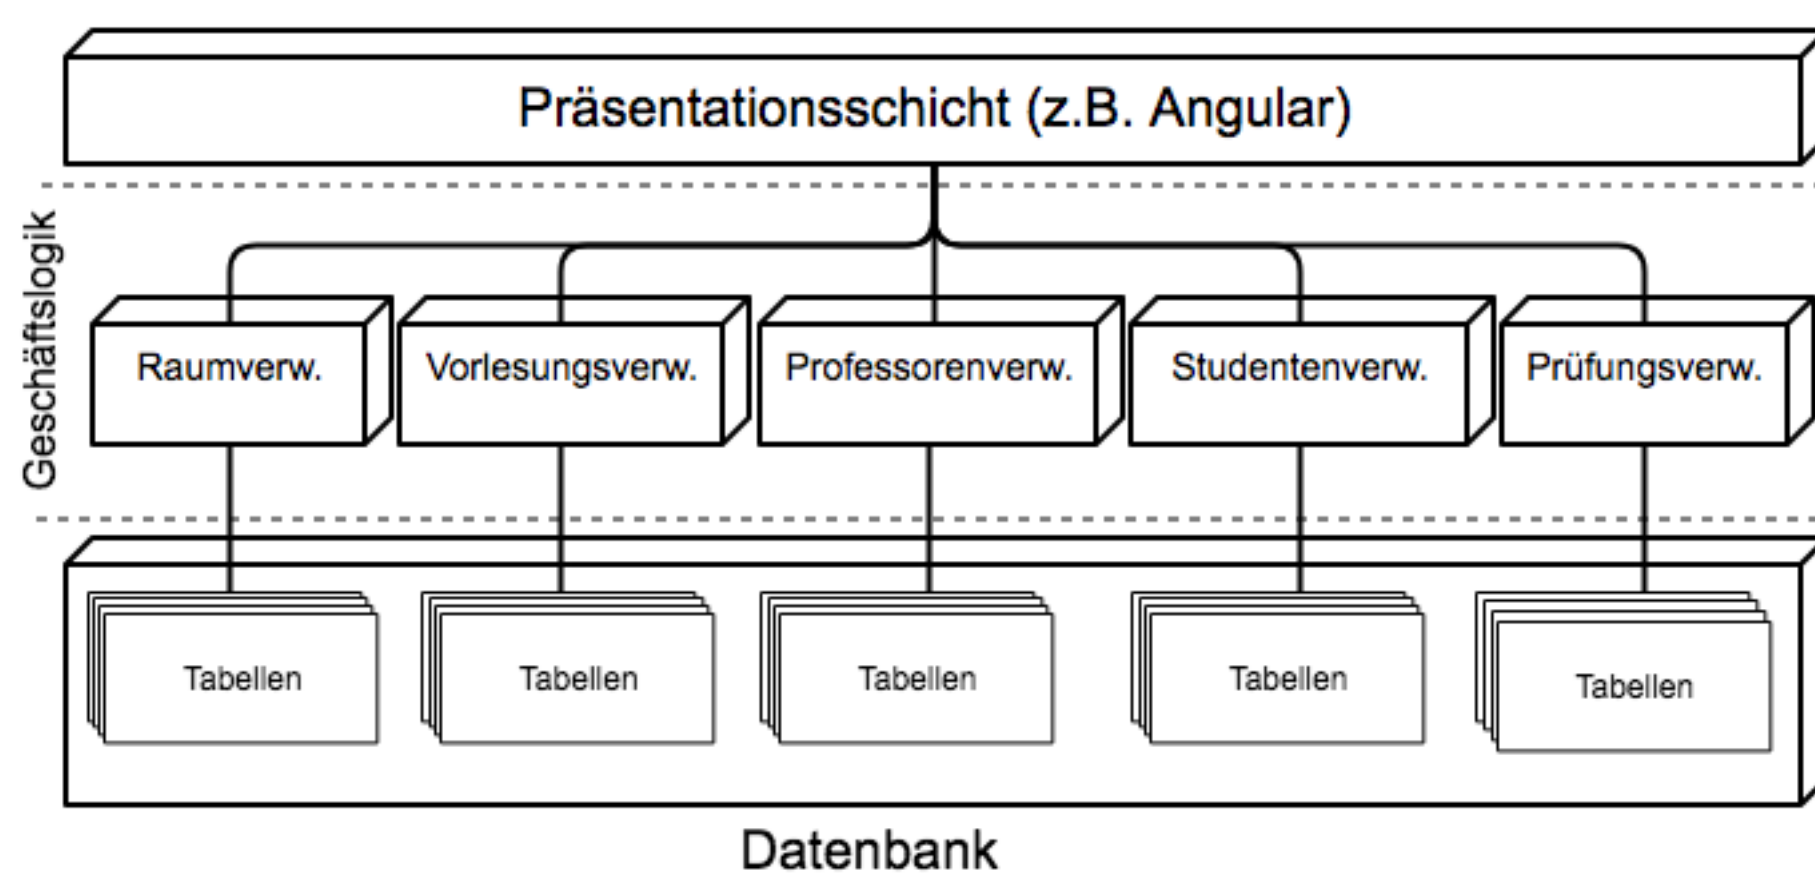 Präsentationsschicht (z.B. Angular)
Geschäftslogik
Raumverw.
Vorlesungsverw.
Professorenverw.
Studentenverw.
Prüfungsverw.
Tabellen
Tabellen
Tabellen
Tabellen
Tabellen
Datenbank